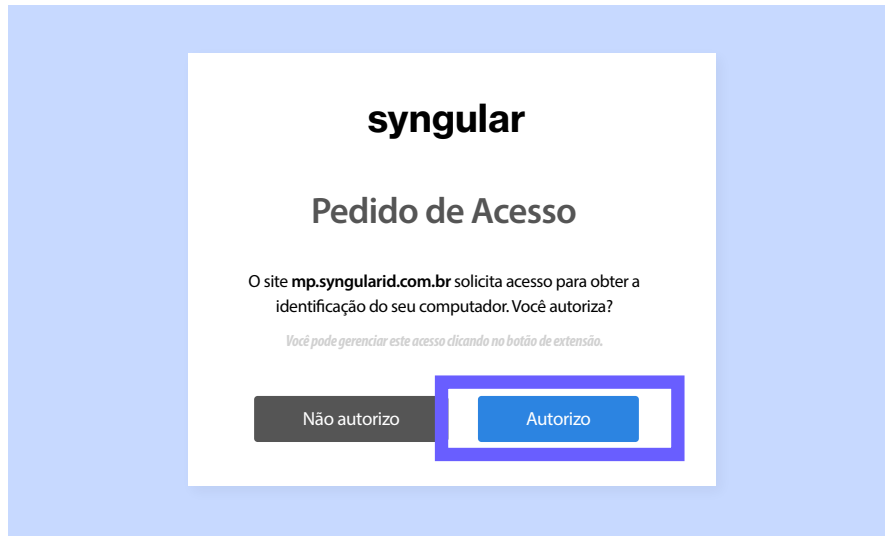 syngular
Pedido de Acesso
O site mp.syngularid.com.br solicita acesso para obter a
identificação do seu computador. Você autoriza?
Você pode gerenciar este acesso clicando no botão de extensão.
Não autorizo
Autorizo